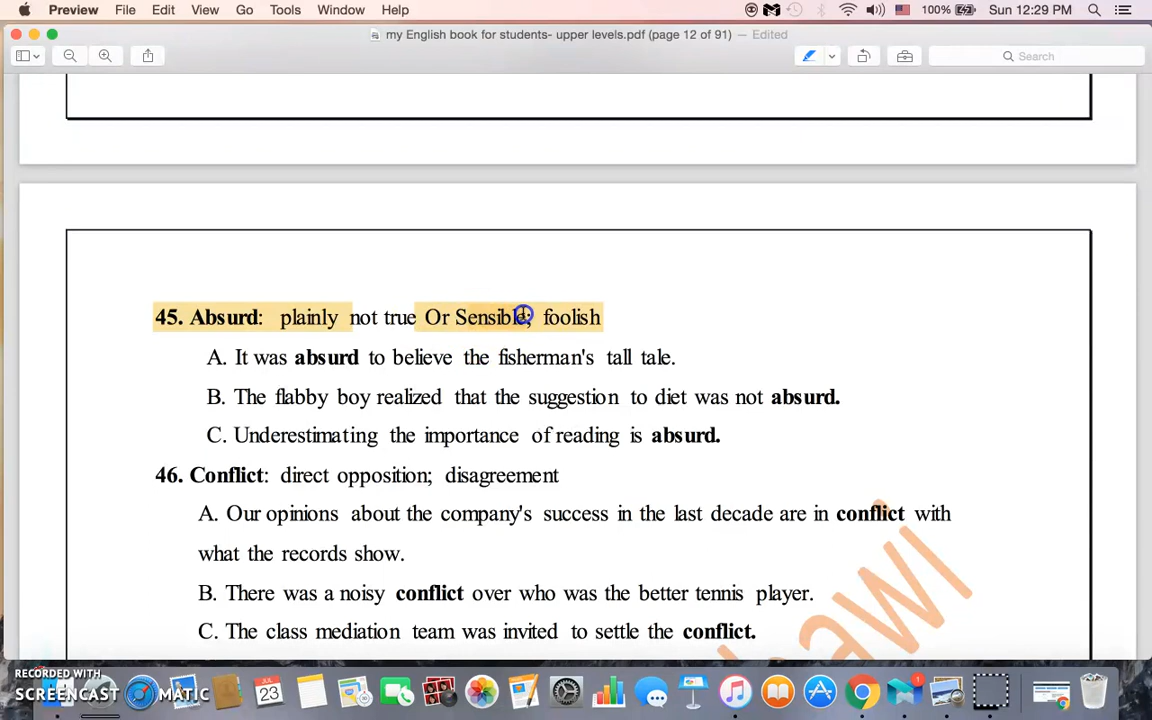 Preview File Edit View Go Tools Window Help 100% Sun 12:29 PM
my English book for students- upper levels.pdf (page 12 of 91) — Edited
Search
45. Absurd: plainly not true Or Sensible; foolish
A. It was absurd to believe the fisherman's tall tale.
B. The flabby boy realized that the suggestion to diet was not absurd.
C. Underestimating the importance of reading is absurd.
46. Conflict: direct opposition; disagreement
A. Our opinions about the company's success in the last decade are in conflict with
what the records show.
B. There was a noisy conflict over who was the better tennis player.
C. The class mediation team was invited to settle the conflict.
RECORDED WITH
SCREENCAST MATIC
JUL
23
1